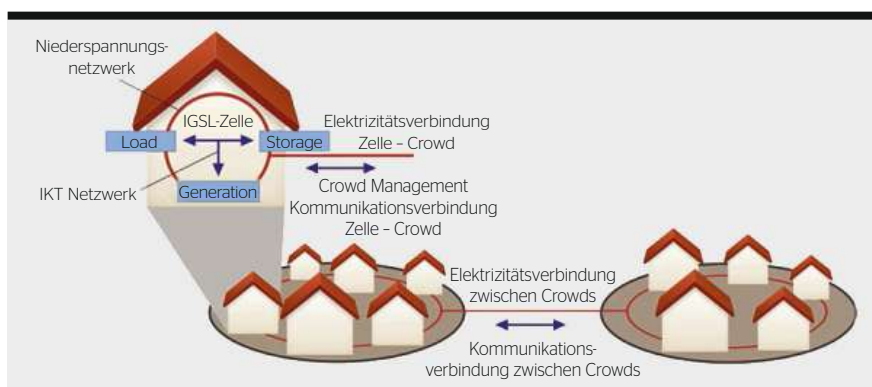 Niederspannungs-
netzwerk
IGSL-Zelle
Load
Storage
IKT Netzwerk
Generation
Elektrizitätsverbindung
Zelle – Crowd
Crowd Management
Kommunikationsverbindung
Zelle – Crowd
Elektrizitätsverbindung
zwischen Crowds
Kommunikations-
verbindung zwischen Crowds